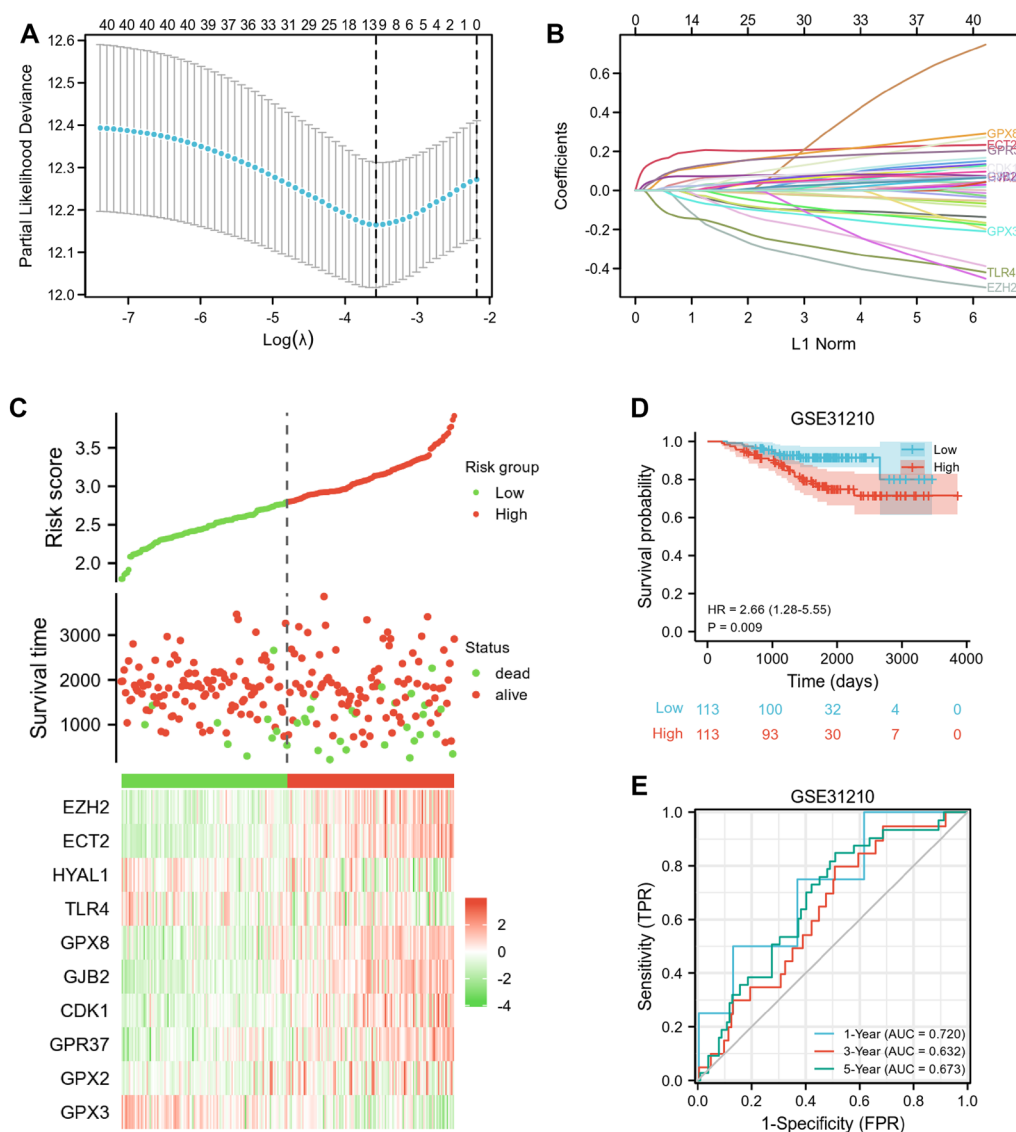 A
40 40 40 40 39 37 36 34 31 29 25 18 13 9 8 6 5 4 2 1 0
12.6
12.5
12.4
12.3
12.2
12.1
12.0
Partial Likelihood Deviance
-7 -6 -5 -4 -3 -2
Log(λ)
B
0 14 25 26 30 33 40
0.6
0.4
0.2
0.0
-0.2
-0.4
Coefficients
GPX8
ECT2
CDK1
GJB2
GPX3
TLR4
EZH2
0 1 2 3 4 5 6
L1 Norm
C
Risk score
3.5
3.0
2.5
2.0
Risk group
Low
High
Survival time
3000
2000
1000
Status
dead
alive
EZH2
ECT2
HYAL1
TLR4
GPX8
GJB2
CDK1
GPR37
GPX2
GPX3
2
0
-2
-4
D
GSE31210
Survival probability
1.0
0.8
0.6
0.4
0.2
0.0
Low
High
HR = 2.66 (1.28-5.55)
P = 0.009
0 1000 2000 3000 4000
Time (days)
Low 113 100 32 4 0
High 113 93 30 7 0
E
GSE31210
Sensitivity (TPR)
1.0
0.8
0.6
0.4
0.2
0.0
1-Year (AUC = 0.720)
3-Year (AUC = 0.632)
5-Year (AUC = 0.673)
0.0 0.2 0.4 0.6 0.8 1.0
1-Specificity (FPR)